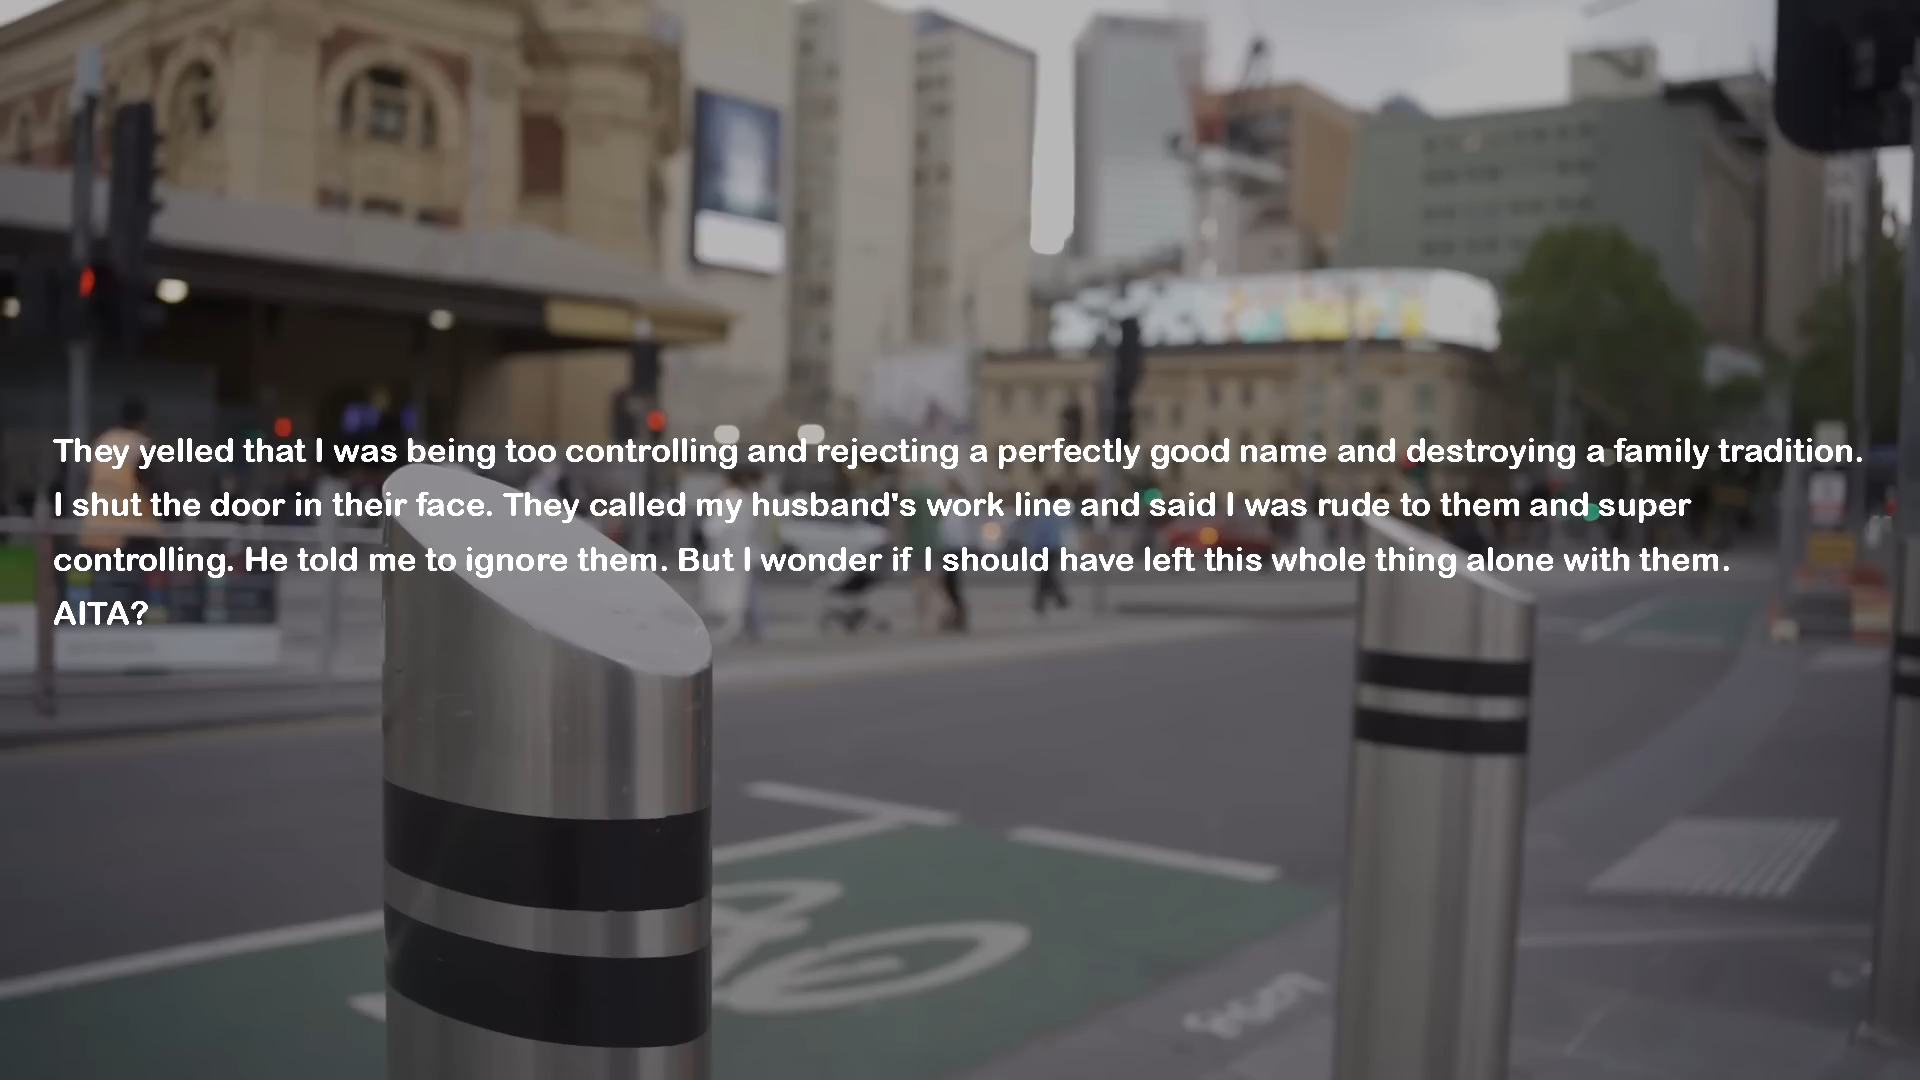 They yelled that I was being too controlling and rejecting a perfectly good name and destroying a family tradition.
I shut the door in their face. They called my husband's work line and said I was rude to them and super
controlling. He told me to ignore them. But I wonder if I should have left this whole thing alone with them.
AITA?